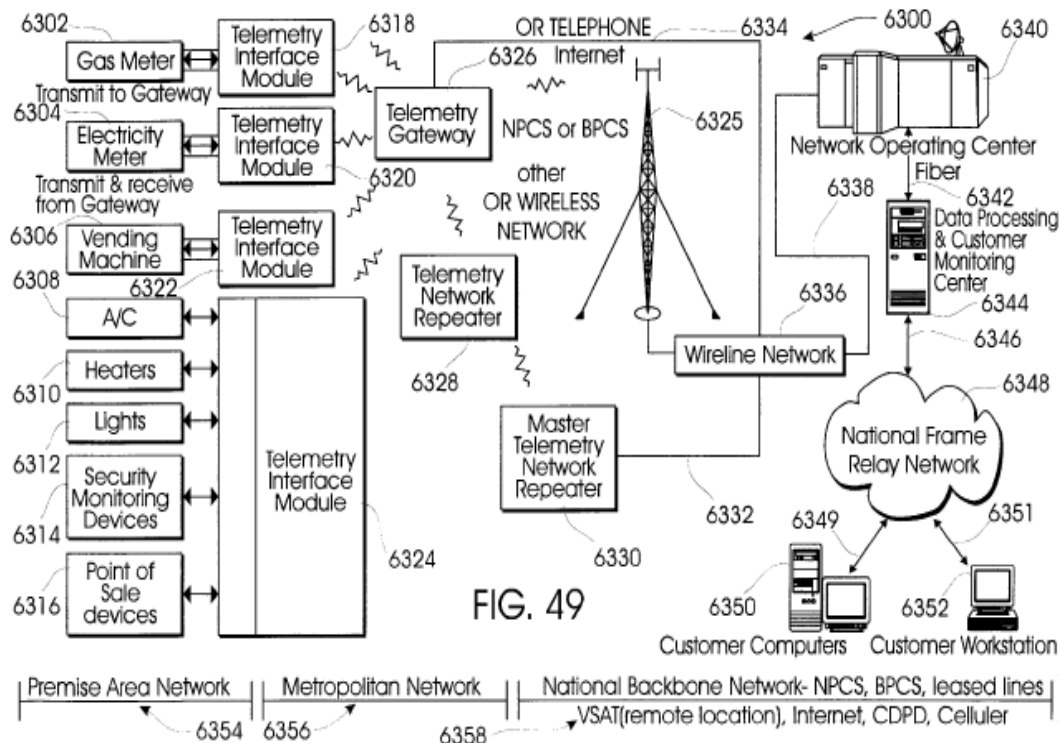 6302
Gas Meter
Transmit to Gateway
6304
Electricity
Meter
Transmit & receive
from Gateway
6306
Vending
Machine
6308
A/C
6310
Heaters
Lights
6312
Security
Monitoring
Devices
6314
Point of
Sale
devices
6316
Telemetry
Interface
Module
6318
Telemetry
Interface
Module
6320
Telemetry
Interface
Module
6322
Telemetry
Interface
Module
6324
OR TELEPHONE
6334
Internet
6326
Telemetry
Gateway
NPCS or BPCS
other
OR WIRELESS
NETWORK
6325
Telemetry
Network
Repeater
6328
Master
Telemetry
Network
Repeater
6330
6332
6336
Wireline Network
6338
6300
6340
Network Operating Center
Fiber
6342
Data Processing
& Customer
Monitoring
Center
6344
6346
6348
National Frame
Relay Network
6349
6351
6350
6352
Customer Computers
Customer Workstation
FIG. 49
Premise Area Network
6354
Metropolitan Network
6356
National Backbone Network- NPCS, BPCS, leased lines
VSAT(remote location), Internet, CDPD, Celluler
6358